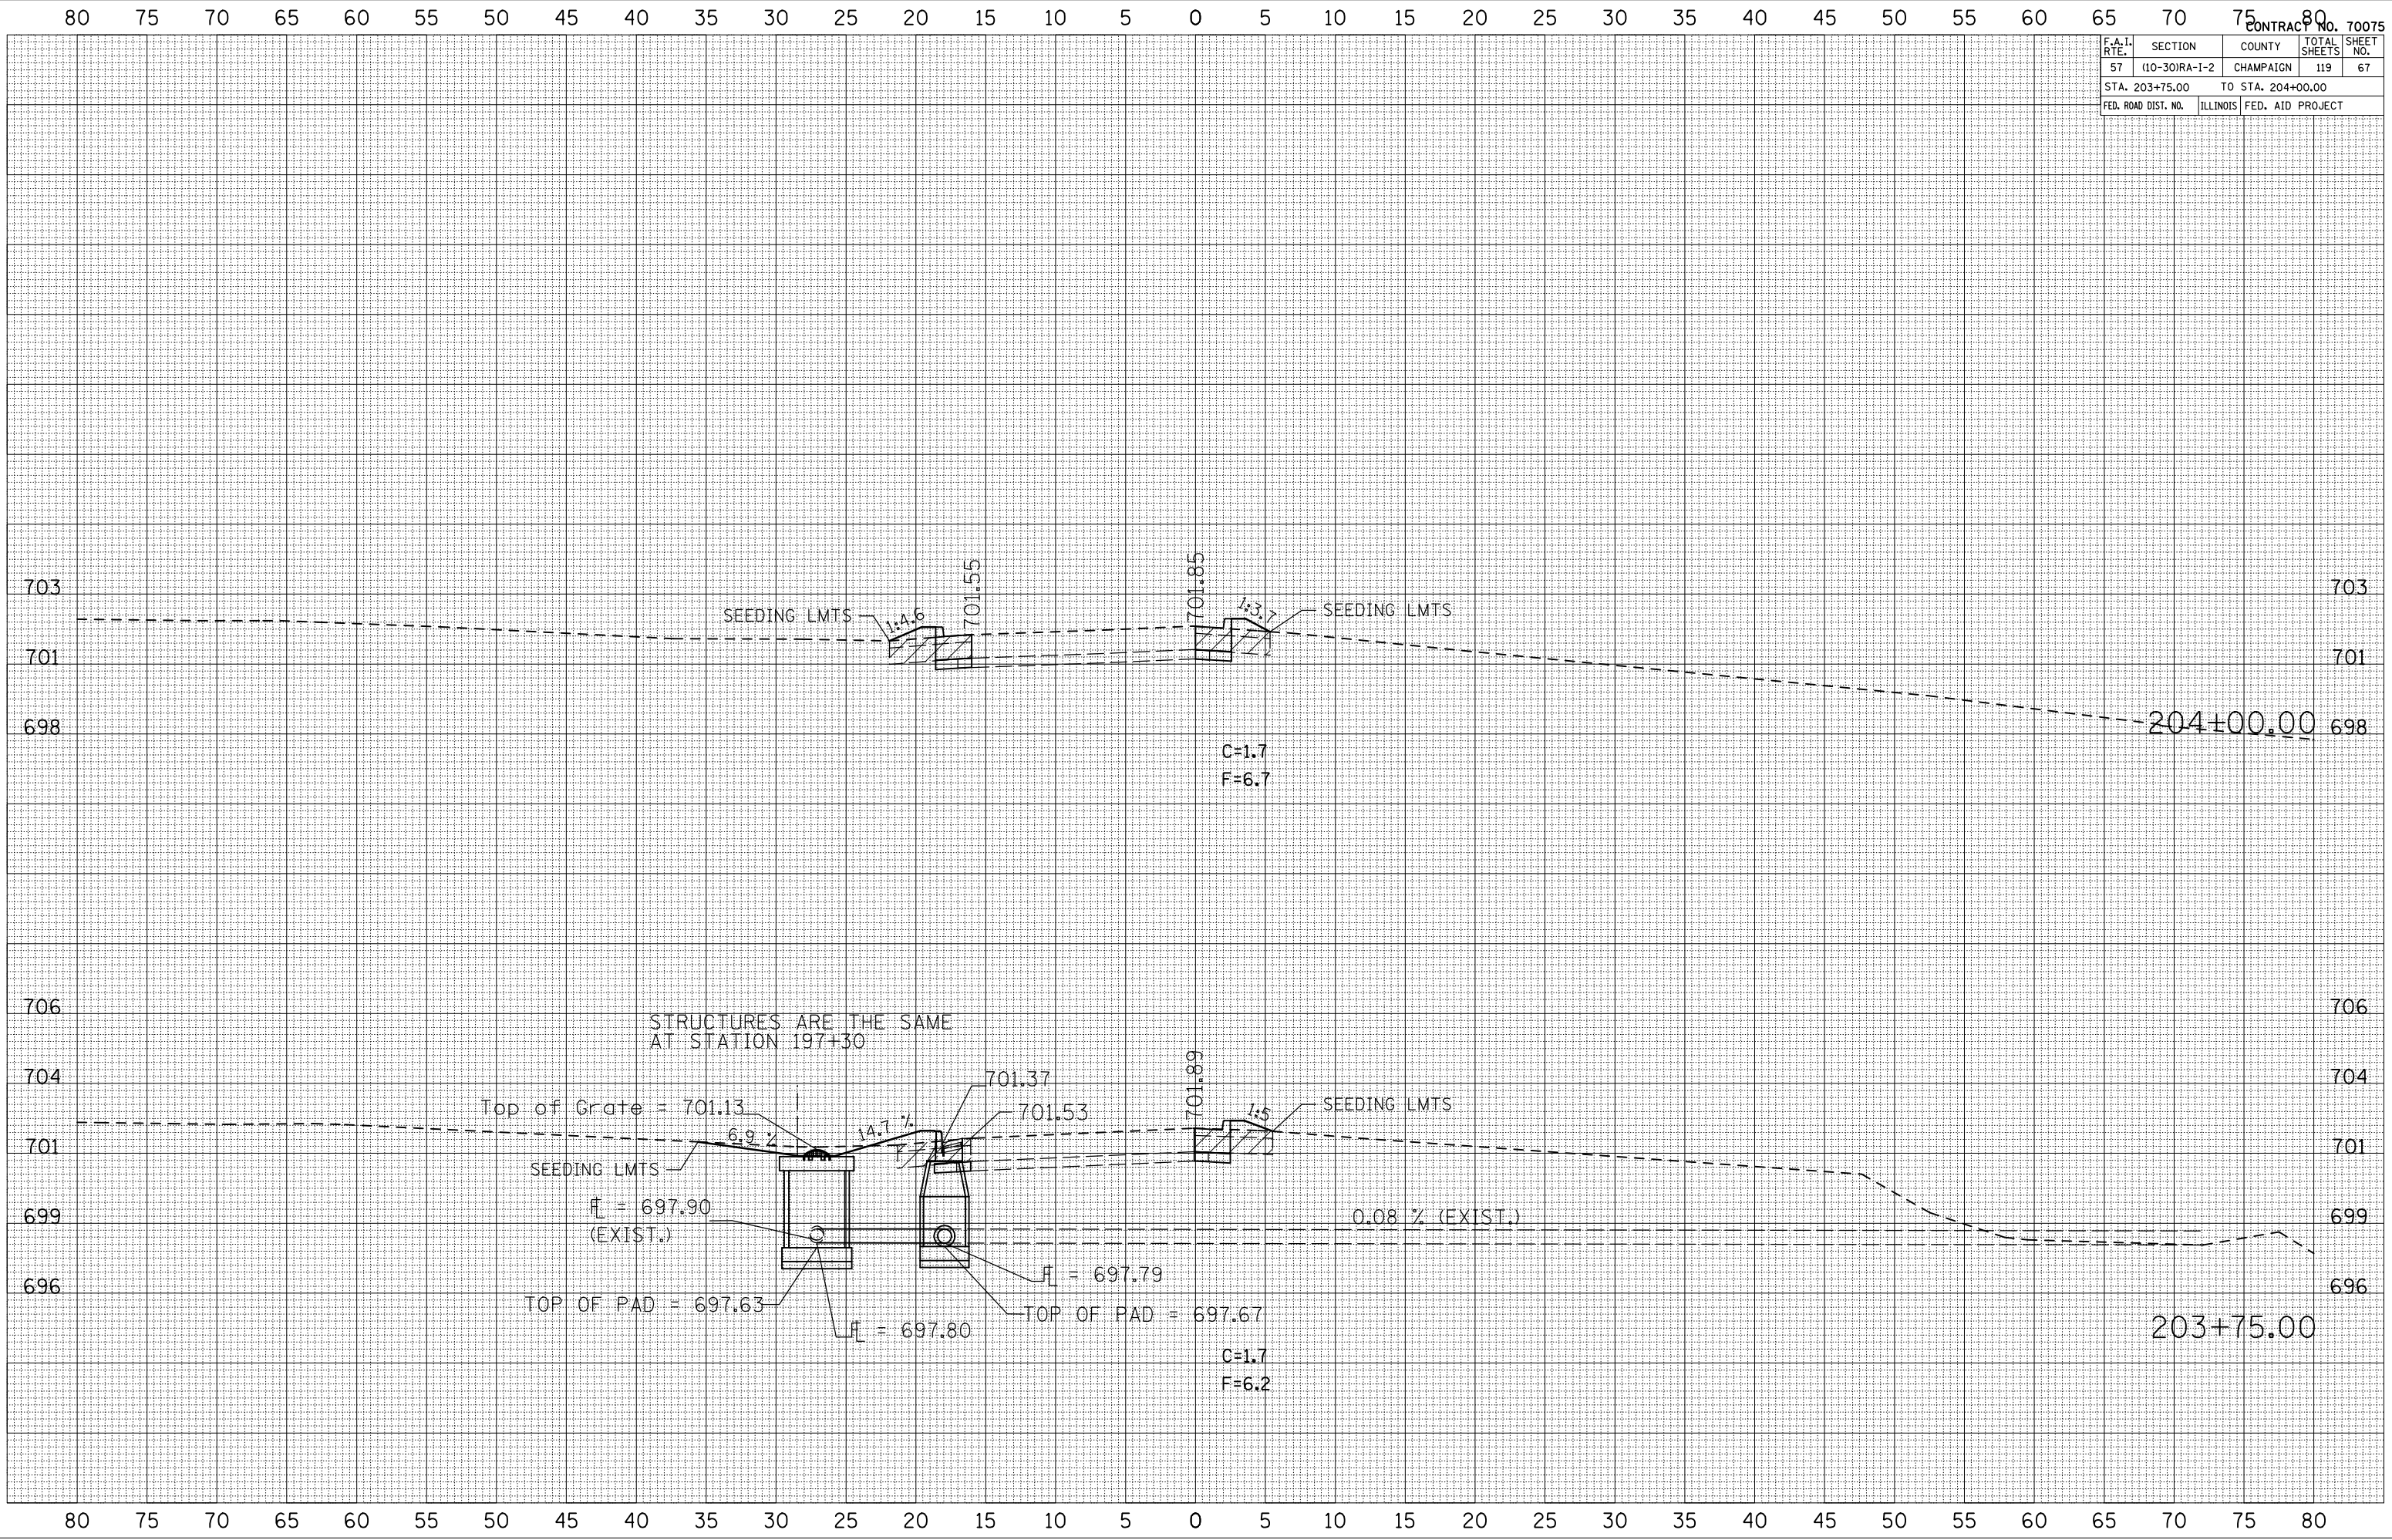 80 75 70 65 60 55 50 45 40 35 30 25 20 15 10 5 0 5 10 15 20 25 30 35 40 45 50 55 60 65 70 75 80
CONTRACT NO. 70075
F.A.I. RTE. SECTION COUNTY TOTAL SHEETS SHEET NO.
57 (10-30)RA-I-2 CHAMPAIGN 119 67
STA. 203+75.00 TO STA. 204+00.00
FED. ROAD DIST. NO. ILLINOIS FED. AID PROJECT
701.55
701.85
703 703
SEEDING LMTS 1:4.6 1:3.7 SEEDING LMTS
701 701
204+00.00
698 698
C=1.7
F=6.7
706 706
STRUCTURES ARE THE SAME
AT STATION 197+30
701.89
704 704
701.37
Top of Grate = 701.13
701.53
1:5 SEEDING LMTS
6.9 % 14.7 %
701 701
SEEDING LMTS
FL = 697.90
(EXIST.)
0.08 % (EXIST.)
699 699
FL = 697.79
696 696
TOP OF PAD = 697.63
TOP OF PAD = 697.67
FL = 697.80
203+75.00
C=1.7
F=6.2
80 75 70 65 60 55 50 45 40 35 30 25 20 15 10 5 0 5 10 15 20 25 30 35 40 45 50 55 60 65 70 75 80